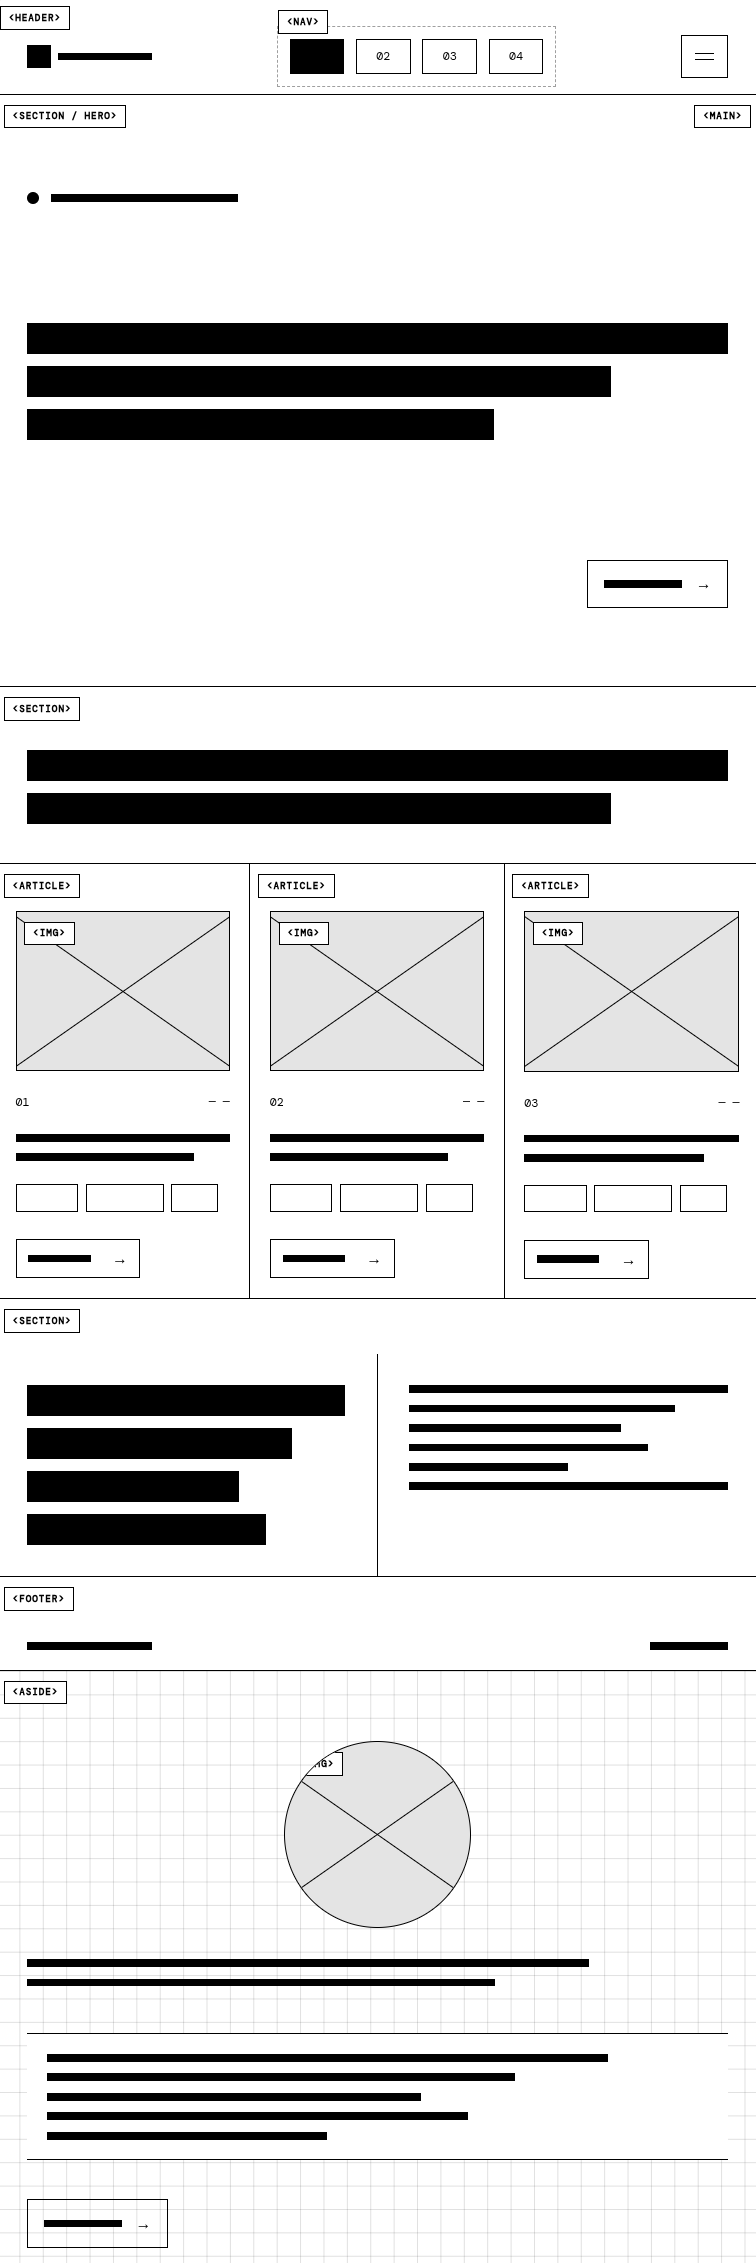 <HEADER>
<NAV>
02 03 04
<SECTION / HERO>
<MAIN>
→
<SECTION>
<ARTICLE>
<IMG>
01 — —
→
<ARTICLE>
<IMG>
02 — —
→
<ARTICLE>
<IMG>
03 — —
→
<SECTION>
<FOOTER>
<ASIDE>
MG>
→